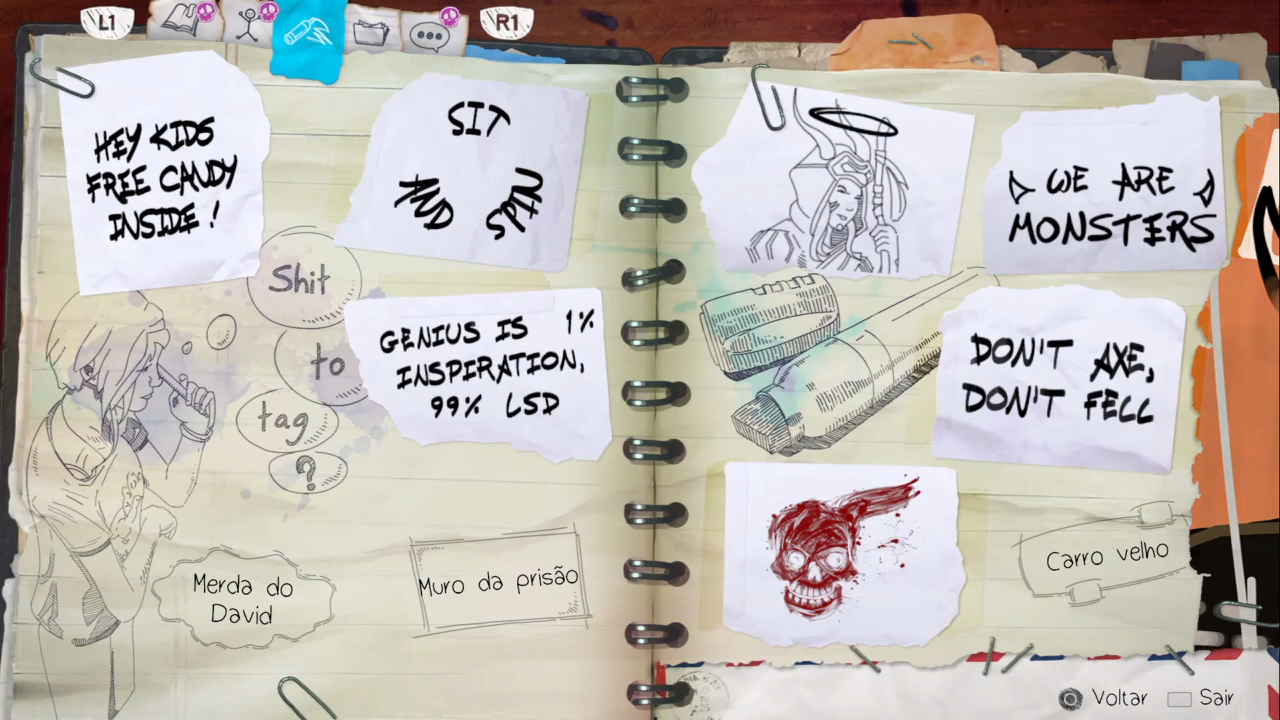 L1
R1
HEY KIDS
FREE CANDY
INSIDE!
SIT
AND
SPIN
Shit
to
tag
?
GENIUS IS 1%
INSPIRATION,
99% LSD
Merda do
David
Muro da prisão
WE ARE
MONSTERS
DON'T AXE,
DON'T FELL
Carro velho
Voltar
Sair